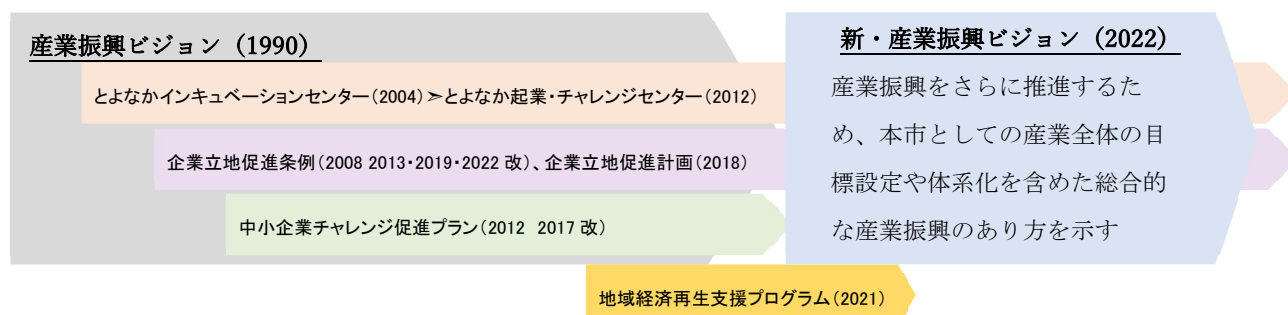 産業振興ビジョン（1990）
とよなかインキュベーションセンター（2004）➣とよなか起業・チャレンジセンター（2012）
企業立地促進条例（2008 2013・2019・2022 改）、企業立地促進計画（2018）
中小企業チャレンジ促進プラン（2012　2017 改）
新・産業振興ビジョン（2022）
産業振興をさらに推進するた
め、本市としての産業全体の目
標設定や体系化を含めた総合的
な産業振興のあり方を示す
地域経済再生支援プログラム（2021）